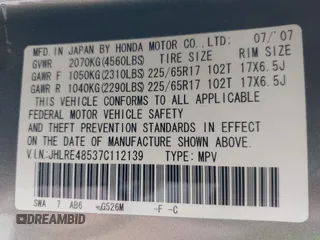 MFD. IN JAPAN BY HONDA MOTOR CO.,LTD: 07/'07
GVWR 2070KG(4560LBS) TIRE SIZE RIM SIZE
GAWR F 1050KG(2310LBS) 225/65R17 102T 17X6.5J
GAWR R 1040KG(2290LBS) 225/65R17 102T 17X6.5J
THIS VEHICLE CONFORMS TO ALL APPLICABLE
FEDERAL MOTOR VEHICLE SAFETY
AND THEFT PREVENTION STANDARDS IN EFFECT
ON THE DATE OF MANUFACTURE SHOWN ABOVE.
V.I.N:JHLRE48537C112139 TYPE: MPV
SWA 7 AB6 G526M -F -C
DREAMBID